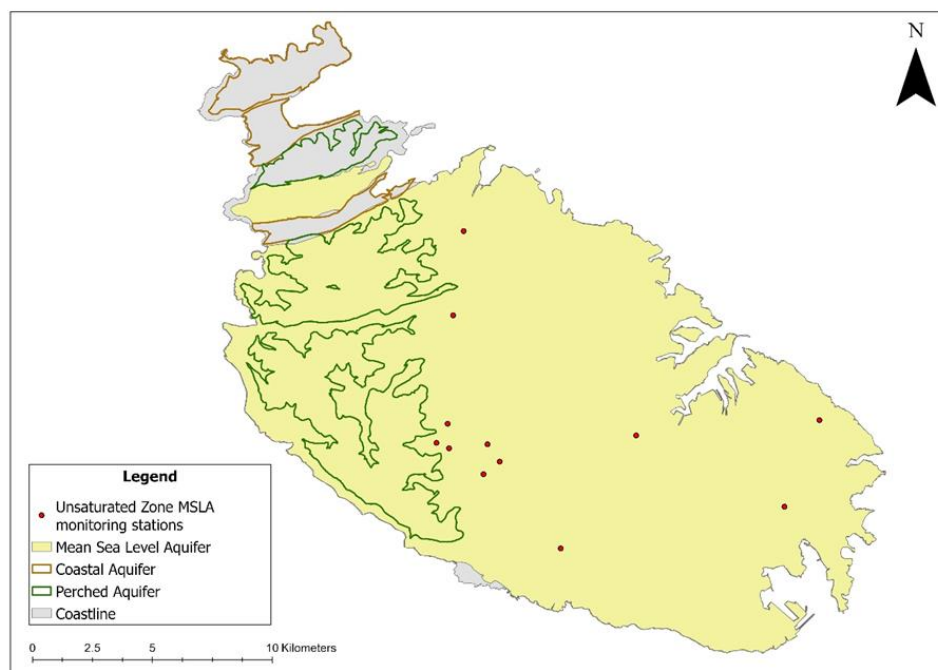 N
Legend
Unsaturated Zone MSLA
monitoring stations
Mean Sea Level Aquifer
Coastal Aquifer
Perched Aquifer
Coastline
0 2.5 5 10 Kilometers